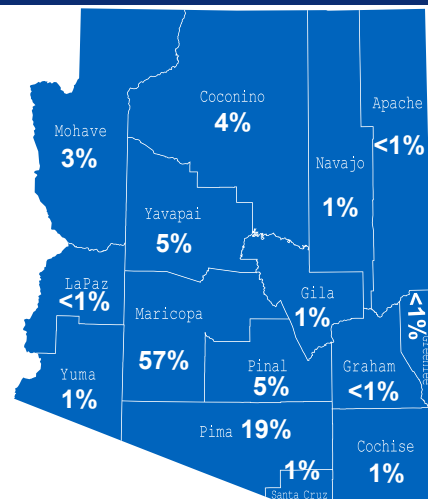 Coconino
4%
Apache
<1%
Mohave
3%
Navajo
1%
Yavapai
5%
LaPaz
<1%
Gila
1%
<1%
Greenlee
Maricopa
57%
Pinal
5%
Graham
<1%
Yuma
1%
Pima 19%
Cochise
1%
1%
Santa Cruz